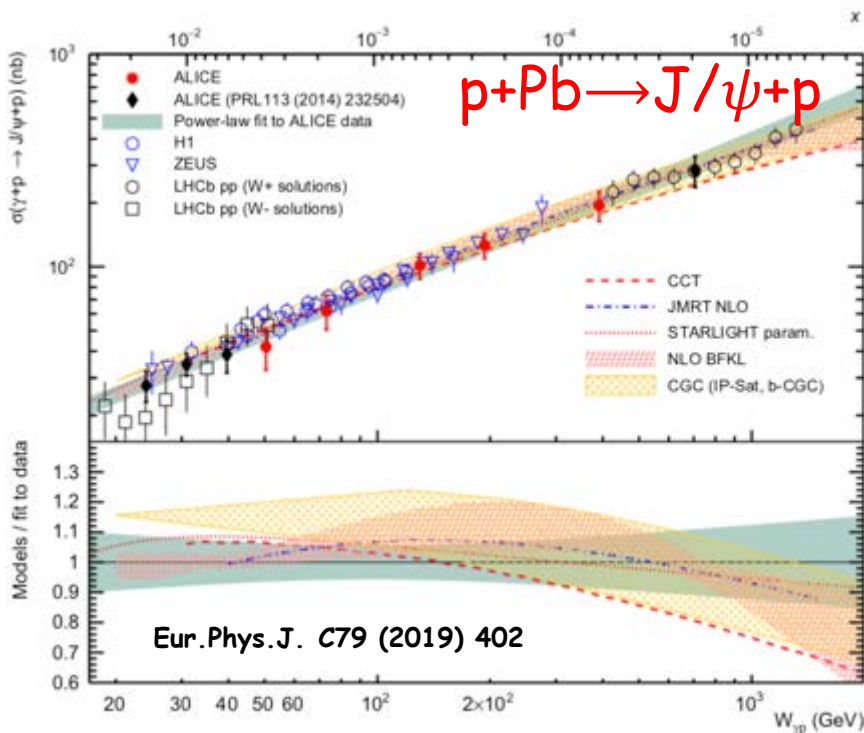 10⁻² 10⁻³ 10⁻⁴ 10⁻⁵ x
10³
10²
σ(γ+p → J/ψ+p) (nb)
p+Pb⟶J/ψ+p
ALICE
ALICE (PRL113 (2014) 232504)
Power-law fit to ALICE data
H1
ZEUS
LHCb pp (W+ solutions)
LHCb pp (W- solutions)
CCT
JMRT NLO
STARLIGHT param.
NLO BFKL
CGC (IP-Sat, b-CGC)
Models / fit to data
1.3
1.2
1.1
1
0.9
0.8
0.7
0.6
Eur.Phys.J. C79 (2019) 402
20 30 40 50 60 10² 2×10² 10³
W_γp (GeV)